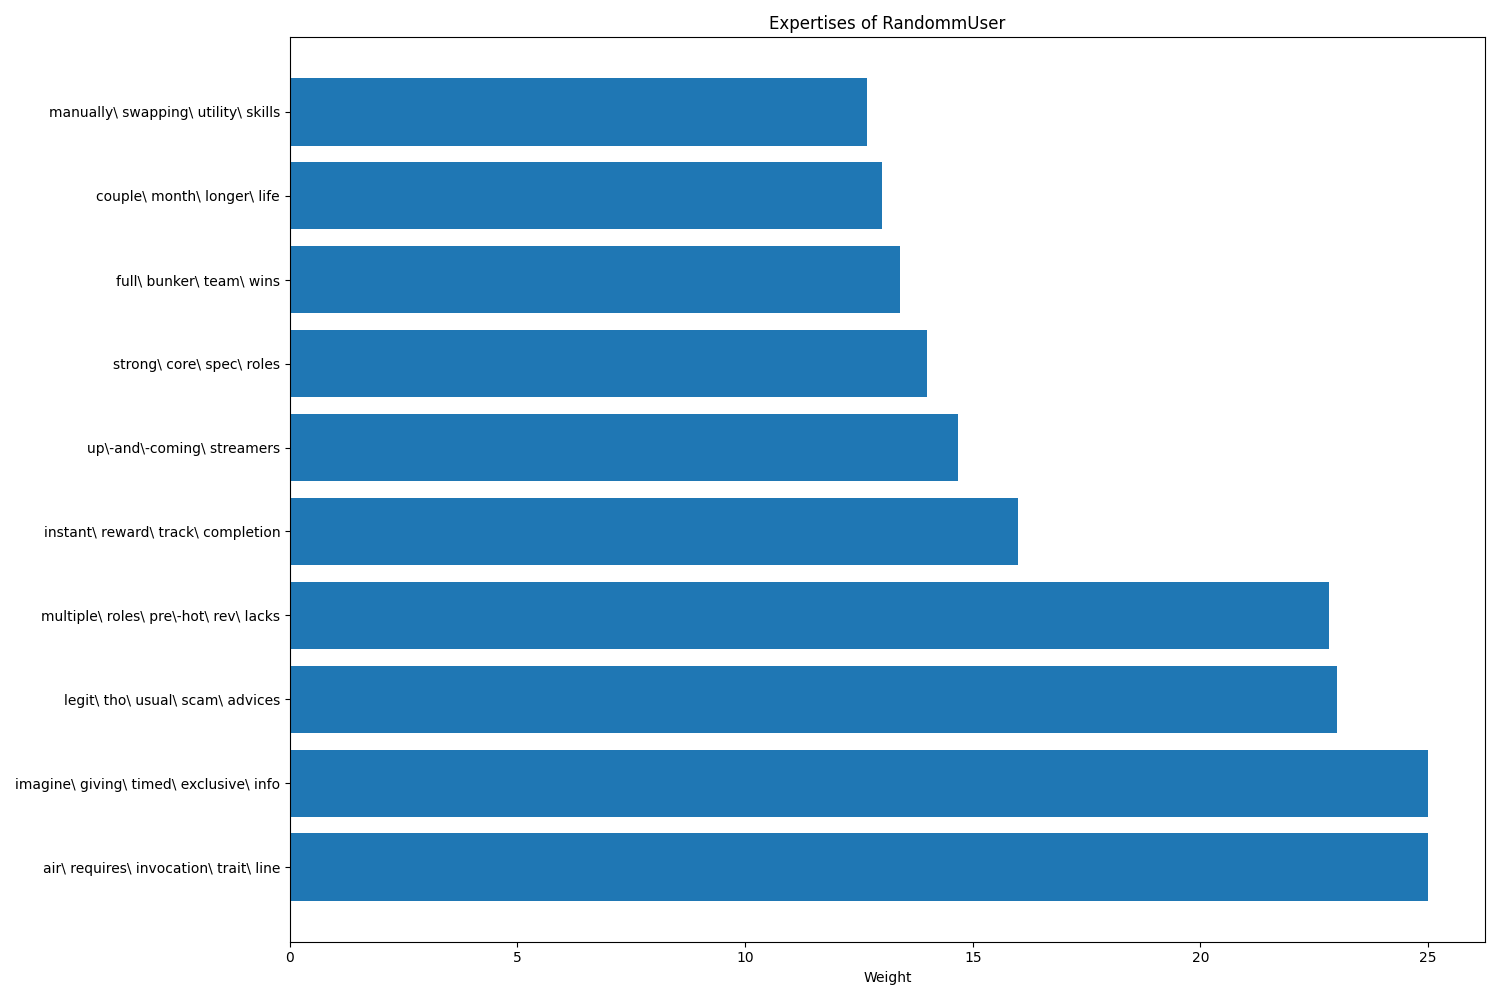 Expertises of RandommUser
manually\ swapping\ utility\ skills
couple\ month\ longer\ life
full\ bunker\ team\ wins
strong\ core\ spec\ roles
up\-and\-coming\ streamers
instant\ reward\ track\ completion
multiple\ roles\ pre\-hot\ rev\ lacks
legit\ tho\ usual\ scam\ advices
imagine\ giving\ timed\ exclusive\ info
air\ requires\ invocation\ trait\ line
0 5 10 15 20 25
Weight